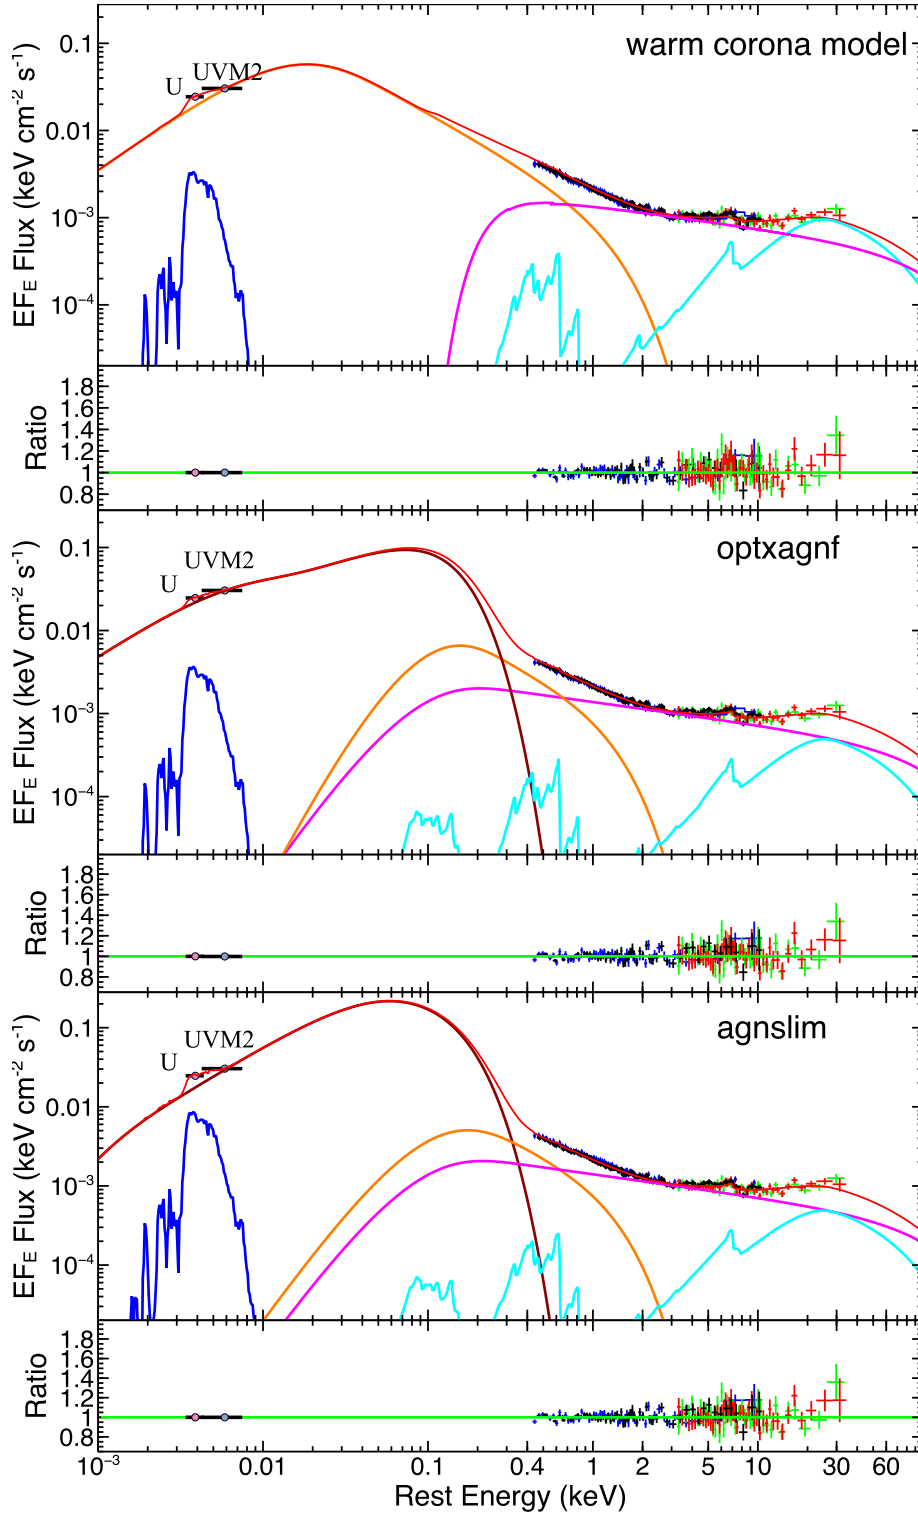 warm corona model
U UVM2
EF_E Flux (keV cm⁻² s⁻¹)
0.1
0.01
10⁻³
10⁻⁴
Ratio
1.8
1.6
1.4
1.2
1
0.8
optxagnf
U UVM2
EF_E Flux (keV cm⁻² s⁻¹)
0.1
0.01
10⁻³
10⁻⁴
Ratio
1.8
1.6
1.4
1.2
1
0.8
agnslim
U UVM2
EF_E Flux (keV cm⁻² s⁻¹)
0.1
0.01
10⁻³
10⁻⁴
Ratio
1.8
1.6
1.4
1.2
1
0.8
10⁻³ 0.01 0.1 0.4 1 2 5 10 30 60
Rest Energy (keV)